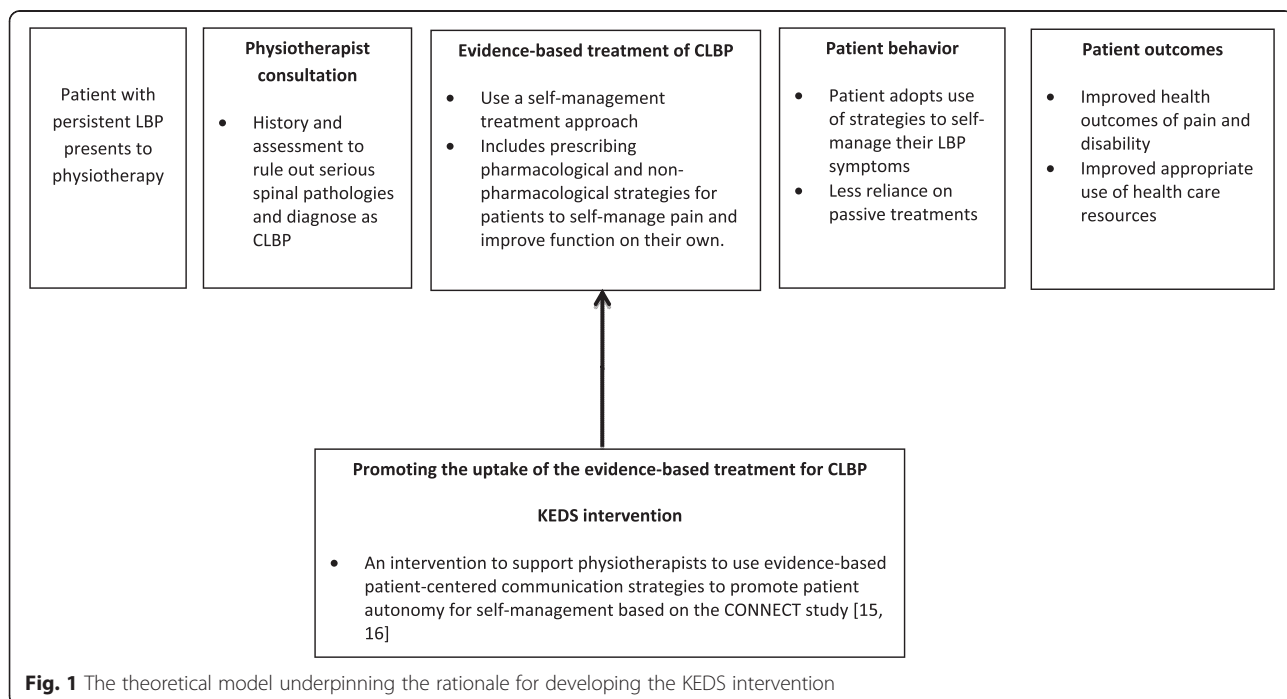 Patient with
persistent LBP
presents to
physiotherapy
Physiotherapist
consultation
• History and
assessment to
rule out serious
spinal pathologies
and diagnose as
CLBP
Evidence-based treatment of CLBP
• Use a self-management
treatment approach
• Includes prescribing
pharmacological and non-
pharmacological strategies for
patients to self-manage pain and
improve function on their own.
Patient behavior
• Patient adopts use
of strategies to self-
manage their LBP
symptoms
• Less reliance on
passive treatments
Patient outcomes
• Improved health
outcomes of pain and
disability
• Improved appropriate
use of health care
resources
Promoting the uptake of the evidence-based treatment for CLBP
KEDS intervention
• An intervention to support physiotherapists to use evidence-based
patient-centered communication strategies to promote patient
autonomy for self-management based on the CONNECT study [15,
16]
Fig. 1 The theoretical model underpinning the rationale for developing the KEDS intervention